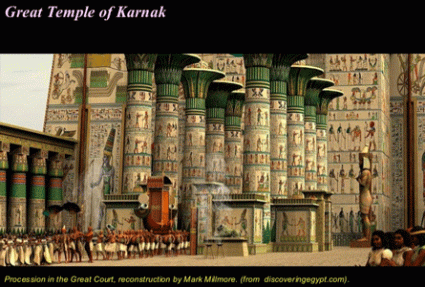 Great Temple of Karnak
Procession in the Great Court, reconstruction by Mark Millmore. (from discoveringegypt.com).